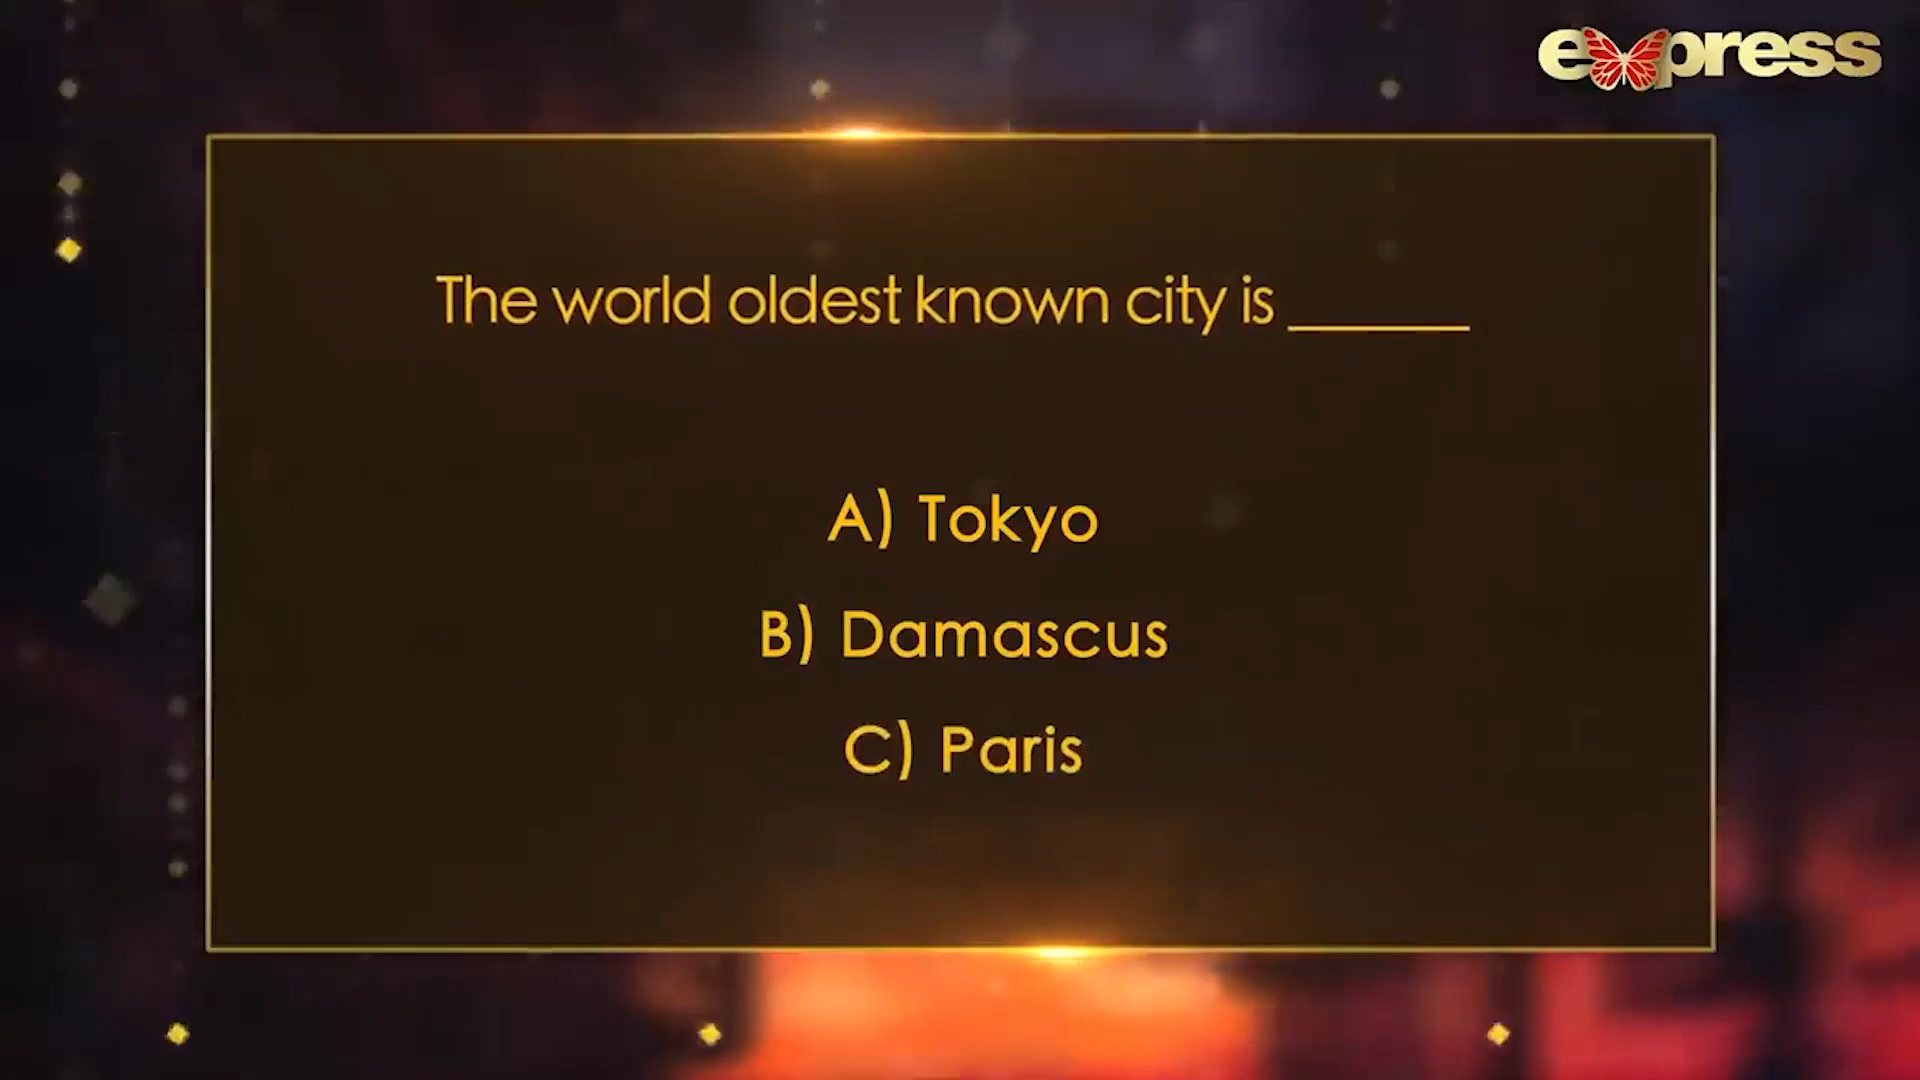 express
The world oldest known city is ______
A) Tokyo
B) Damascus
C) Paris